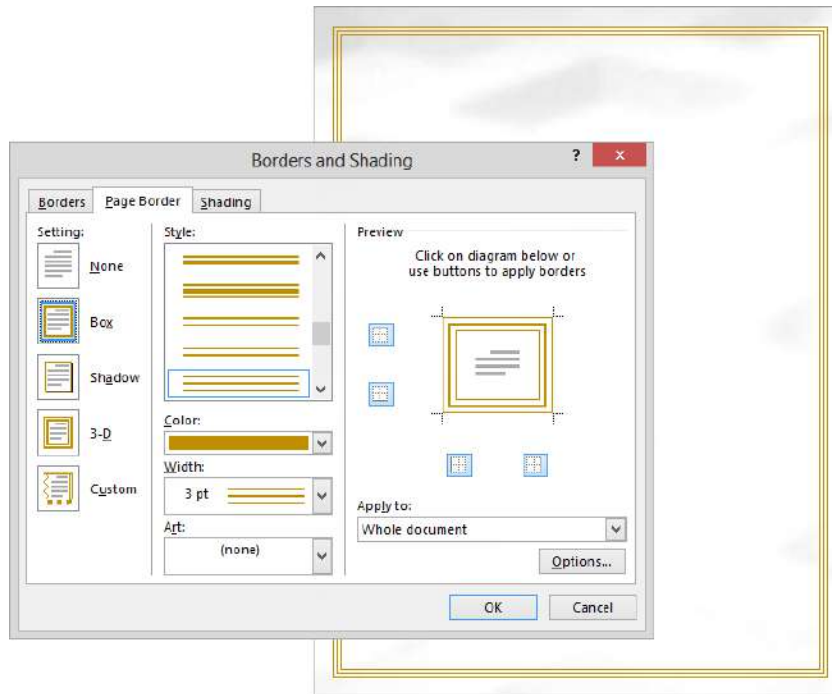 Borders and Shading
?
x
Borders
Page Border
Shading
Setting:
None
Box
Shadow
3-D
Custom
Style:
Color:
Width:
3 pt
Art:
(none)
Preview
Click on diagram below or
use buttons to apply borders
Apply to:
Whole document
Options...
OK
Cancel